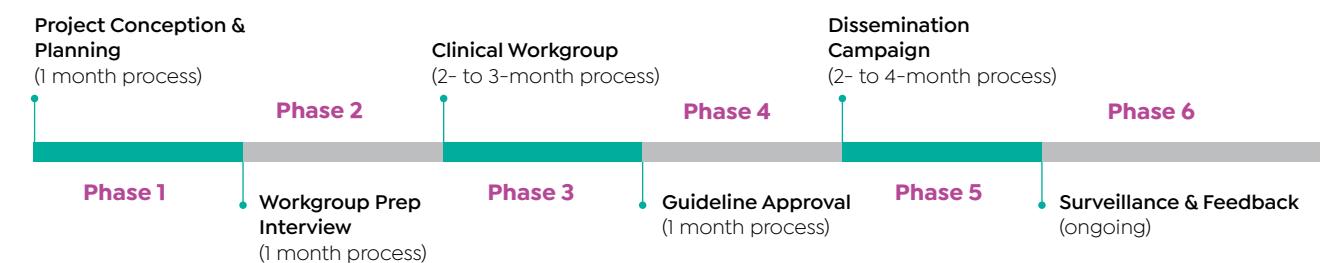 Project Conception &
Planning
(1 month process)
Phase 1
Phase 2
Workgroup Prep
Interview
(1 month process)
Clinical Workgroup
(2- to 3-month process)
Phase 3
Phase 4
Guideline Approval
(1 month process)
Dissemination
Campaign
(2- to 4-month process)
Phase 5
Phase 6
Surveillance & Feedback
(ongoing)